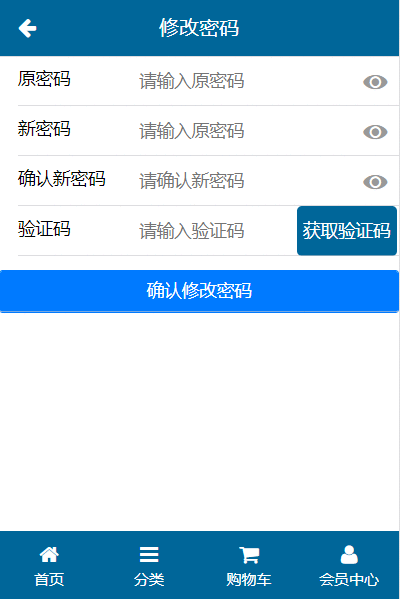 修改密码
原密码 请输入原密码
新密码 请输入原密码
确认新密码 请确认新密码
验证码 请输入验证码 获取验证码
确认修改密码
首页 分类 购物车 会员中心